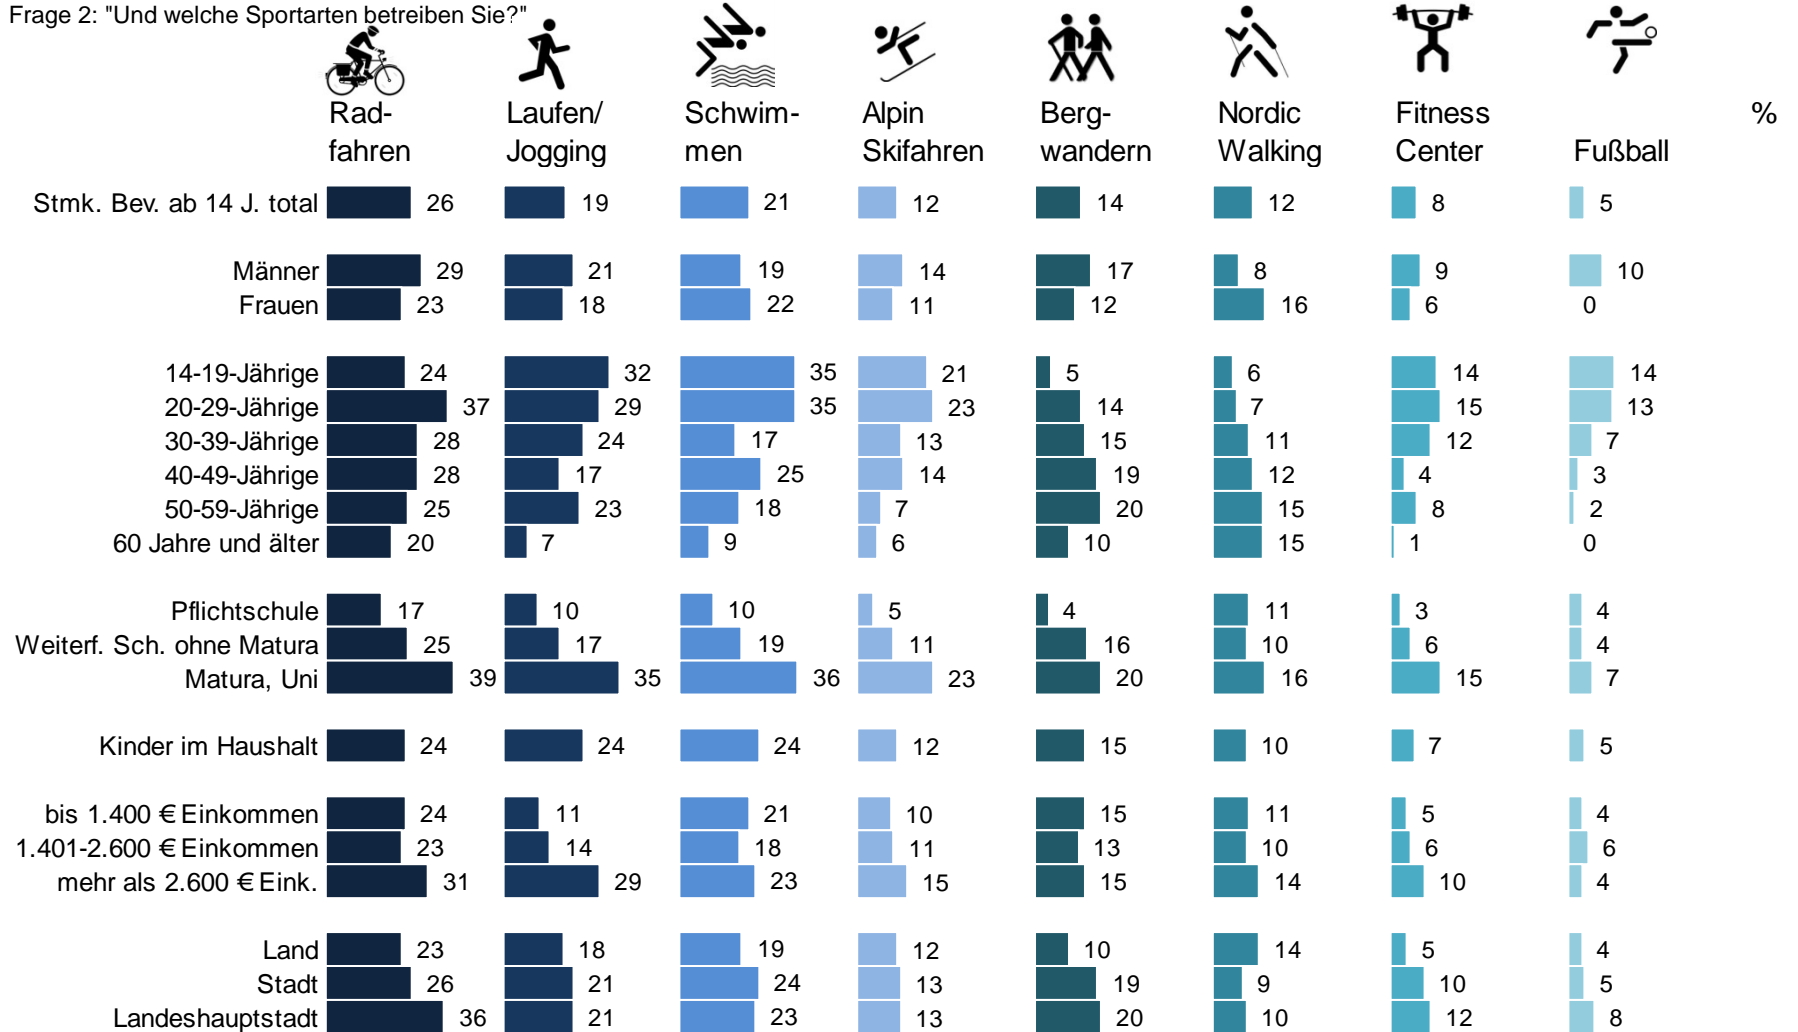 Frage 2: "Und welche Sportarten betreiben Sie?"
Rad- Laufen/ Schwim- Alpin Berg- Nordic Fitness %
fahren Jogging men Skifahren wandern Walking Center Fußball
Stmk. Bev. ab 14 J. total 26 19 21 12 14 12 8 5
Männer 29 21 19 14 17 8 9 10
Frauen 23 18 22 11 12 16 6 0
14-19-Jährige 24 32 35 21 5 6 14 14
20-29-Jährige 37 29 35 23 14 7 15 13
30-39-Jährige 28 24 17 13 15 11 12 7
40-49-Jährige 28 17 25 14 19 12 4 3
50-59-Jährige 25 23 18 7 20 15 8 2
60 Jahre und älter 20 7 9 6 10 15 1 0
Pflichtschule 17 10 10 5 4 11 3 4
Weiterf. Sch. ohne Matura 25 17 19 11 16 10 6 4
Matura, Uni 39 35 36 23 20 16 15 7
Kinder im Haushalt 24 24 24 12 15 10 7 5
bis 1.400 € Einkommen 24 11 21 10 15 11 5 4
1.401-2.600 € Einkommen 23 14 18 11 13 10 6 6
mehr als 2.600 € Eink. 31 29 23 15 15 14 10 4
Land 23 18 19 12 10 14 5 4
Stadt 26 21 24 13 19 9 10 5
Landeshauptstadt 36 21 23 13 20 10 12 8